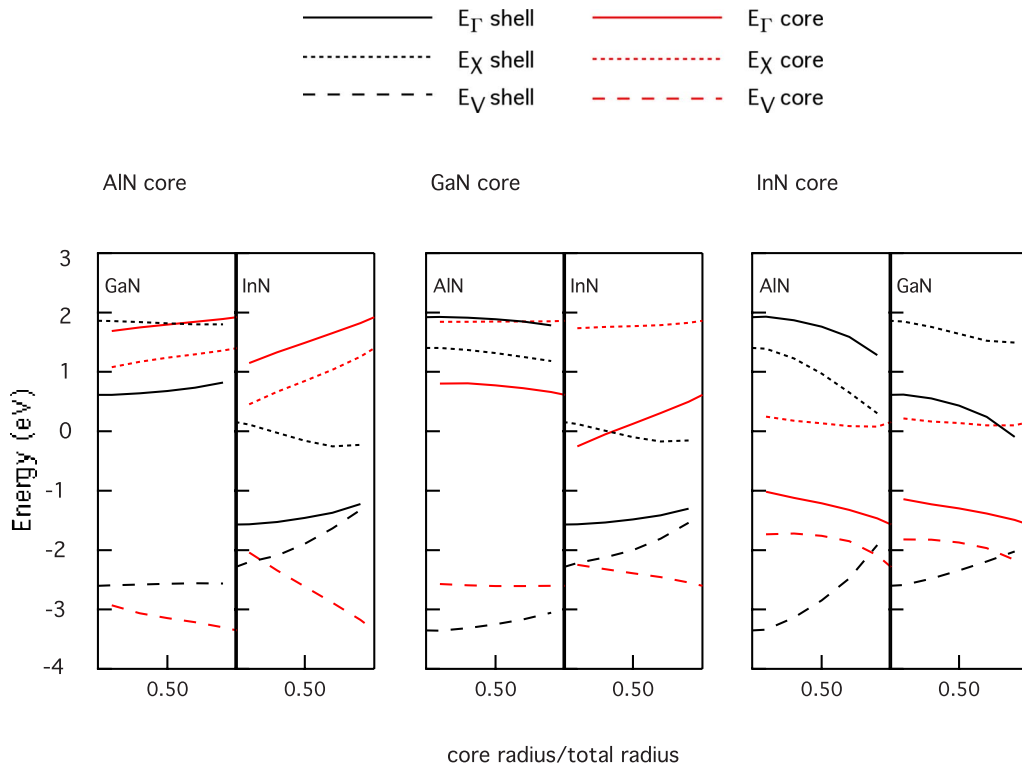 EΓ shell EΓ core
EX shell EX core
EV shell EV core
AlN core GaN core InN core
3
GaN InN AlN InN AlN GaN
2
1
0
-1
-2
-3
-4
Energy (eV)
0.50 0.50 0.50 0.50 0.50 0.50
core radius/total radius